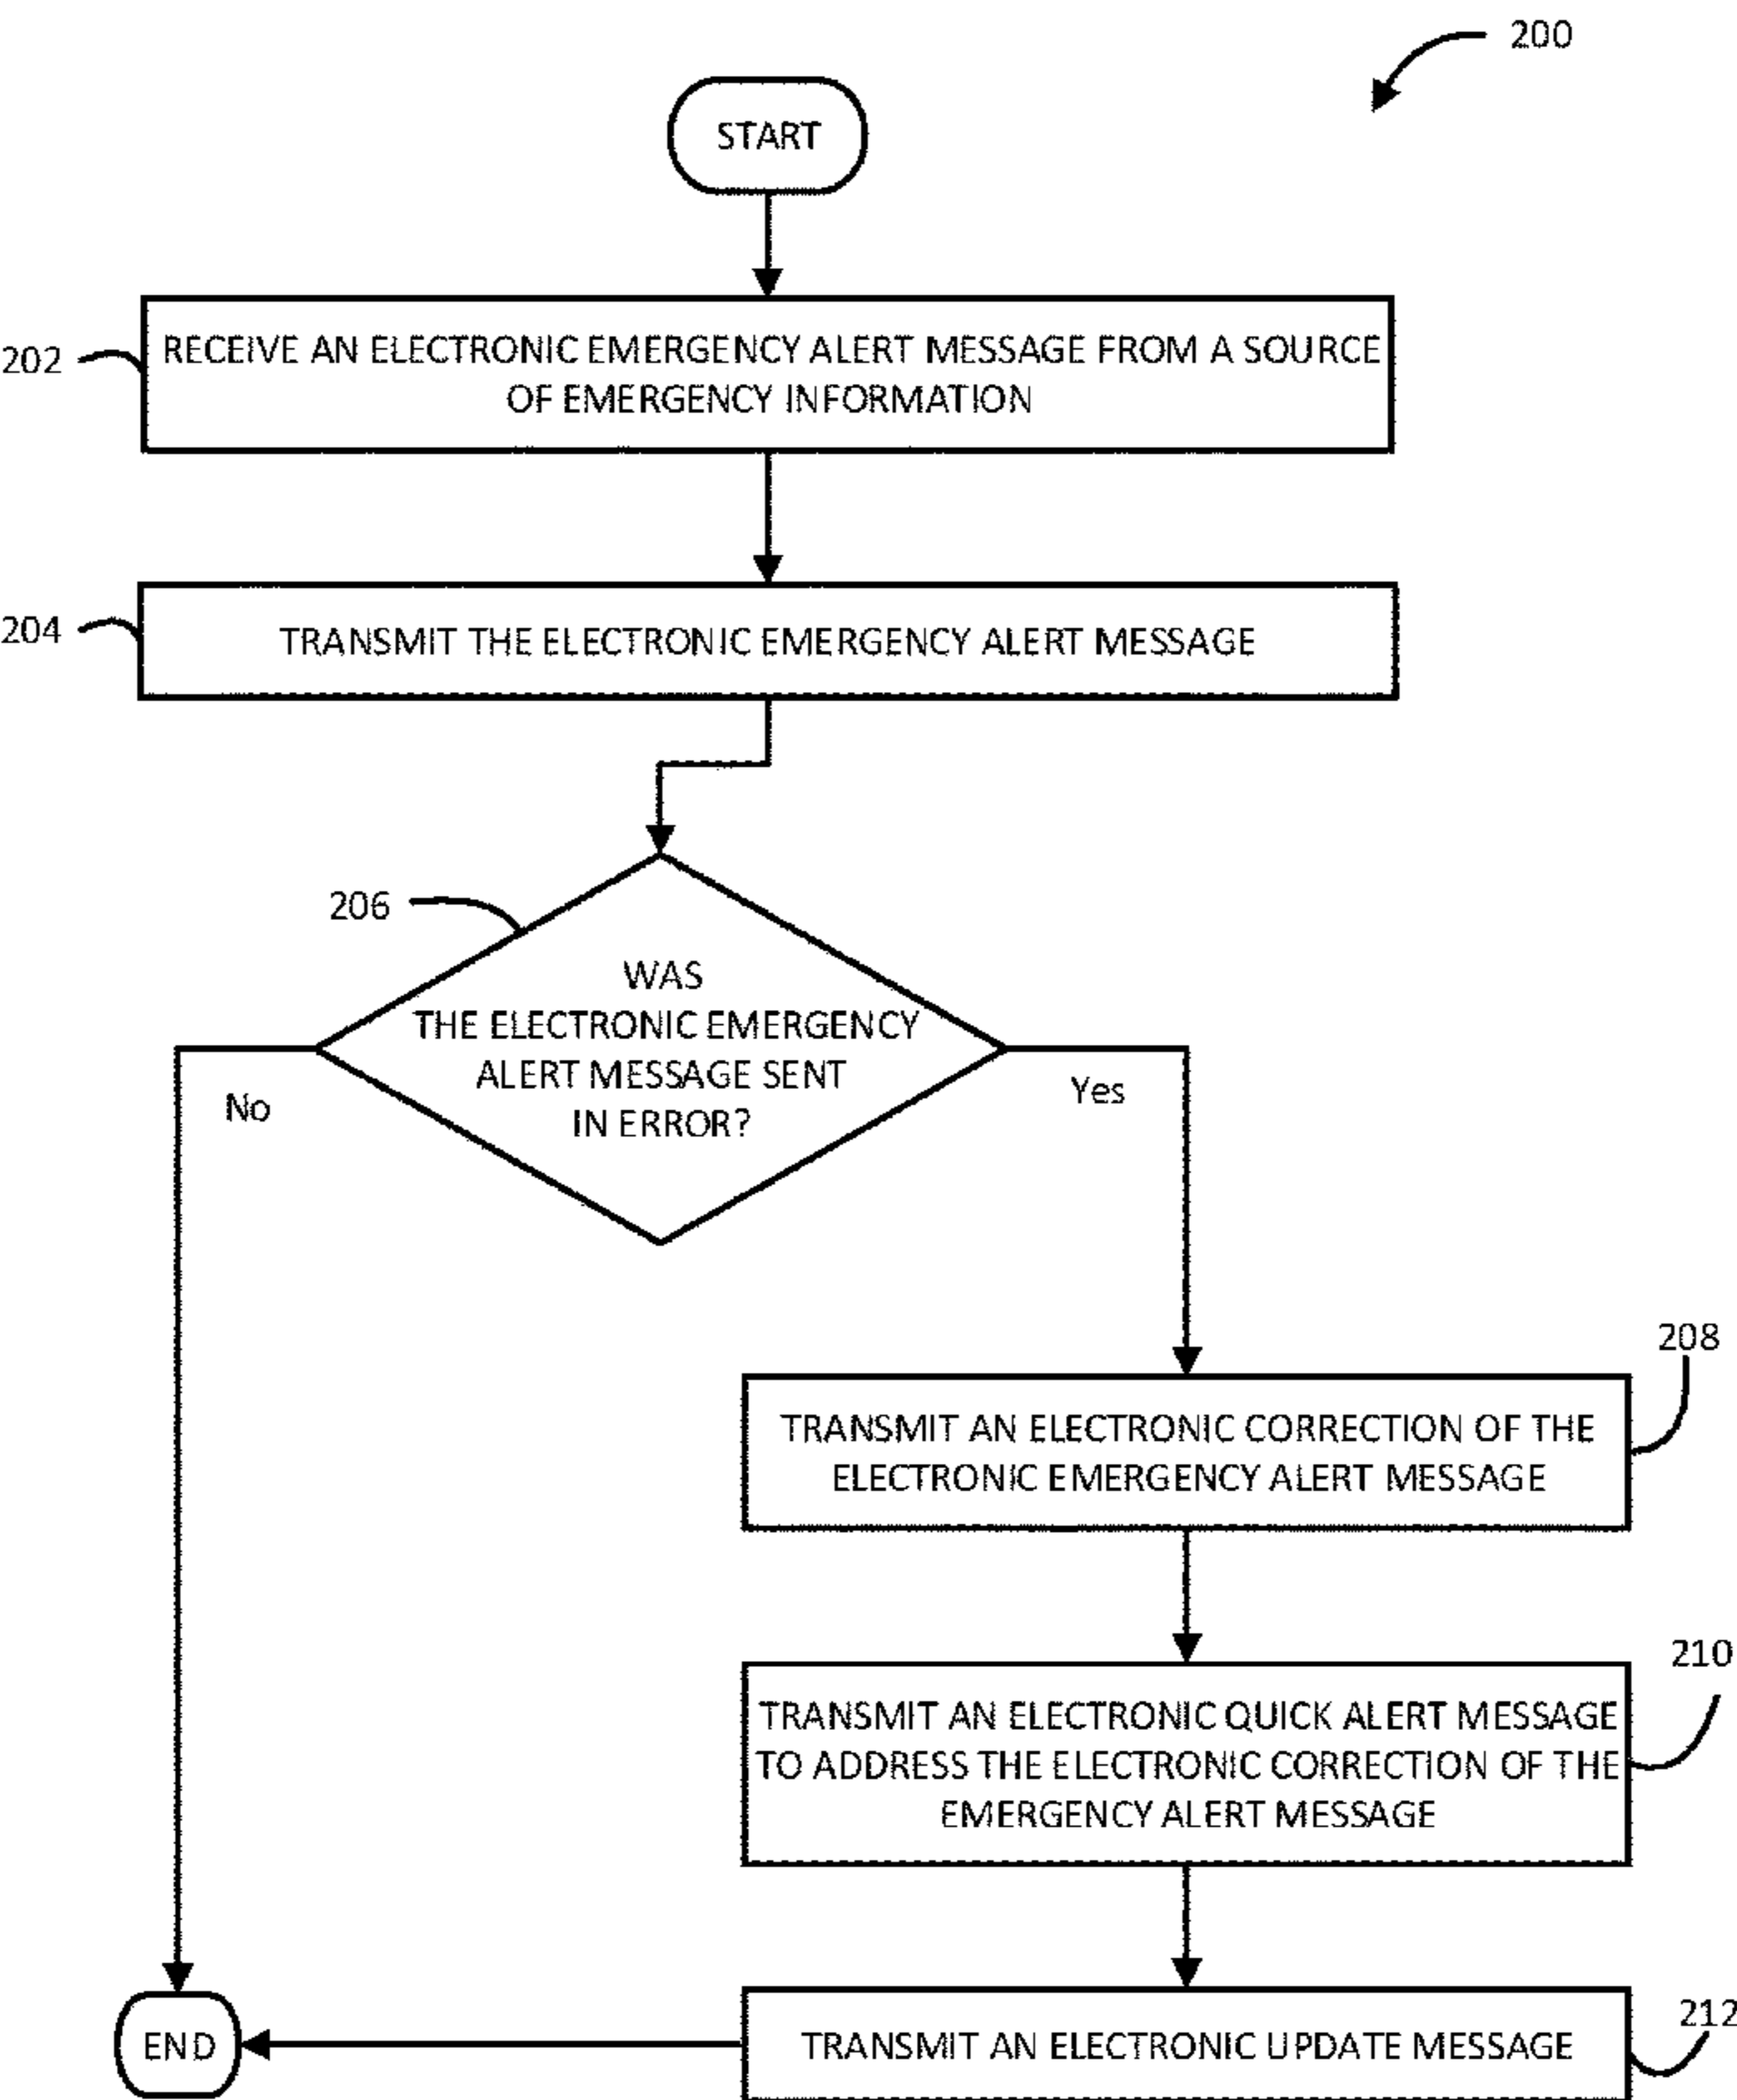 200
START
202
RECEIVE AN ELECTRONIC EMERGENCY ALERT MESSAGE FROM A SOURCE
OF EMERGENCY INFORMATION
204
TRANSMIT THE ELECTRONIC EMERGENCY ALERT MESSAGE
206
WAS
THE ELECTRONIC EMERGENCY
ALERT MESSAGE SENT
IN ERROR?
No
Yes
208
TRANSMIT AN ELECTRONIC CORRECTION OF THE
ELECTRONIC EMERGENCY ALERT MESSAGE
210
TRANSMIT AN ELECTRONIC QUICK ALERT MESSAGE
TO ADDRESS THE ELECTRONIC CORRECTION OF THE
EMERGENCY ALERT MESSAGE
212
TRANSMIT AN ELECTRONIC UPDATE MESSAGE
END